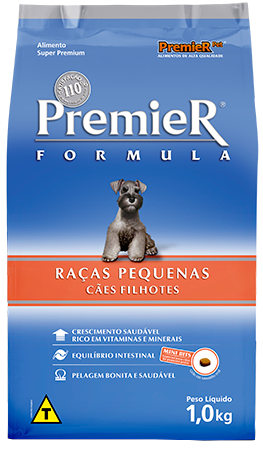 Alimento
Super Premium
PremieR Pet
ALIMENTOS DE ALTA QUALIDADE
SATISFAÇÃO
110
PremieR®
FORMULA
RAÇAS PEQUENAS
CÃES FILHOTES
CRESCIMENTO SAUDÁVEL
RICO EM VITAMINAS E MINERAIS
EQUILÍBRIO INTESTINAL
PELAGEM BONITA E SAUDÁVEL
MINI BITS
T
Peso Líquido
1,0kg